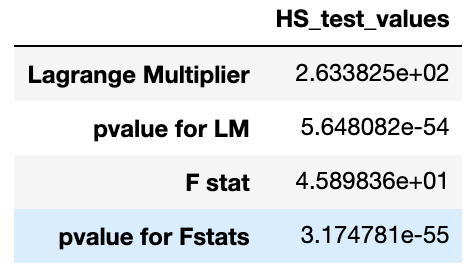 HS_test_values
Lagrange Multiplier 2.633825e+02
pvalue for LM 5.648082e-54
F stat 4.589836e+01
pvalue for Fstats 3.174781e-55